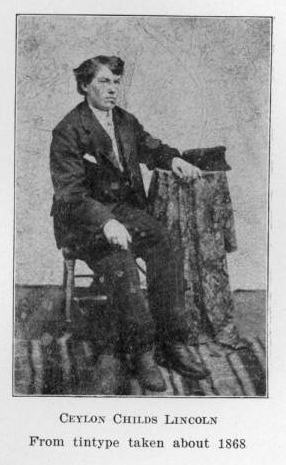 CEYLON CHILDS LINCOLN
From tintype taken about 1868